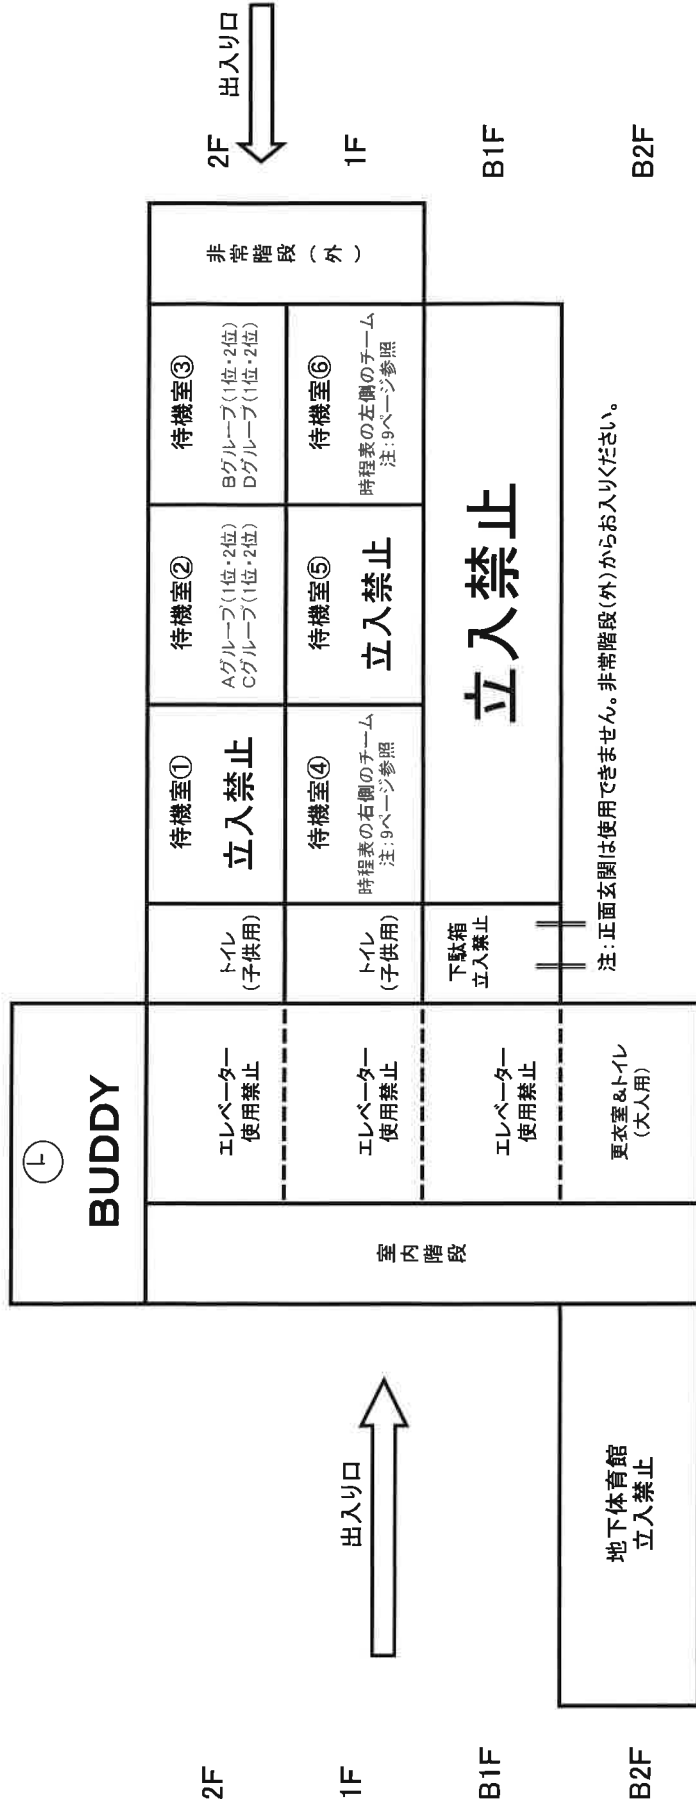 ト
BUDDY
2F
1F
B1F
B2F
出入り口
地下体育館
立入禁止
室内階段
エレベーター
使用禁止
エレベーター
使用禁止
エレベーター
使用禁止
更衣室&トイレ
(大人用)
トイレ
(子供用)
トイレ
(子供用)
下駄箱
立入禁止
待機室①
立入禁止
待機室②
Aグループ(1位・2位)
Cグループ(1位・2位)
待機室③
Bグループ(1位・2位)
Dグループ(1位・2位)
待機室④
時程表の右側のチーム
注:9ページ参照
待機室⑤
立入禁止
待機室⑥
時程表の左側のチーム
注:9ページ参照
立入禁止
非常階段(外)
出入り口
2F
1F
B1F
B2F
注:正面玄関は使用できません。非常階段(外)からお入りください。